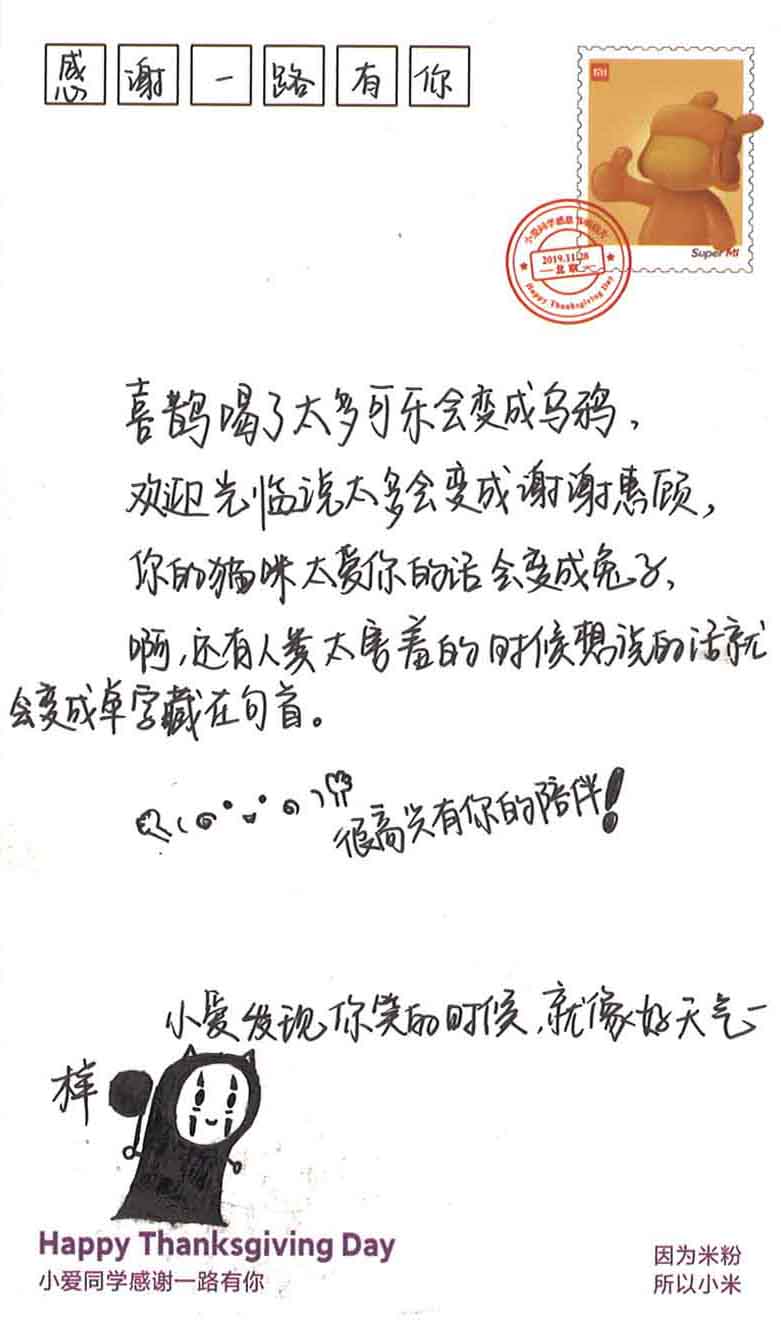 感谢一路有你
MI
Super MI
小爱同学感恩
2019.11.28
北京
Happy Thanksgiving Day
喜鹊喝了太多可乐会变成乌鸦，
欢迎光临说太多会变成谢谢惠顾，
你的猫咪太爱你的话会变成兔子，
啊，还有人类太害羞的时候想说的话就
会变成单字藏在句首。
很高兴有你的陪伴！
小爱发现你笑的时候，就像好天气一
样
Happy Thanksgiving Day
小爱同学感谢一路有你
因为米粉
所以小米